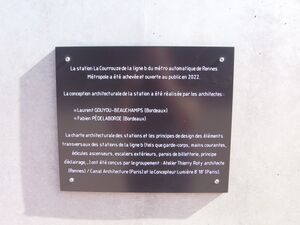 La station La Courrouze de la ligne b du métro automatique de Rennes
Métropole a été achevée et ouverte au public en 2022.
La conception architecturale de la station a été réalisée par les architectes :
Laurent GOUYOU-BEAUCHAMPS (Bordeaux)
Fabien PÉDELABORDE (Bordeaux)
La charte architecturale des stations et les principes de design des éléments
transversaux des stations de la ligne b (tels que garde-corps, mains courantes,
édicules ascenseurs, escaliers extérieurs, parois de billetterie, principe
d'éclairage,...) ont été conçus par le groupement : Atelier Thierry Roty architecte
(Rennes) / Canal Architecture (Paris) et le Concepteur Lumière 8' 18" (Paris).